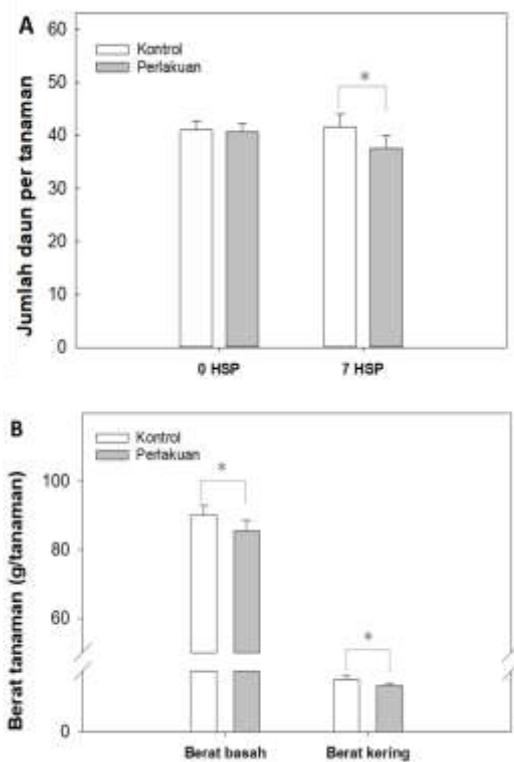 A
60
50
40
30
20
10
0
Kontrol
Perlakuan
*
Jumlah daun per tanaman
0 HSP
7 HSP
B
100
80
60
0
Kontrol
Perlakuan
*
*
Berat tanaman (g/tanaman)
Berat basah
Berat kering